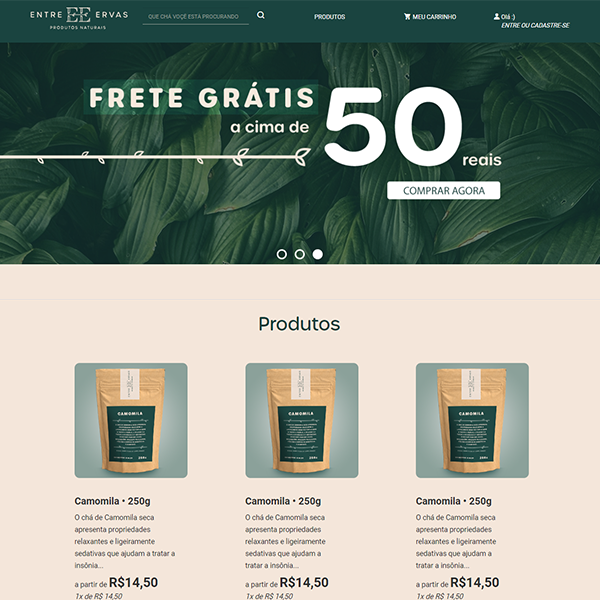 ENTRE EE ERVAS
PRODUTOS NATURAIS
QUE CHÁ VOÇÊ ESTÁ PROCURANDO
PRODUTOS
MEU CARRINHO
Olá :)
ENTRE OU CADASTRE-SE
FRETE GRÁTIS
a cima de
50
reais
COMPRAR AGORA
Produtos
CAMOMILA
CAMOMILA
CAMOMILA
Camomila • 250g
O chá de Camomila seca
apresenta propriedades
relaxantes e ligeiramente
sedativas que ajudam a tratar a
insônia...
a partir de R$14,50
1x de R$ 14,50
Camomila • 250g
O chá de Camomila seca
apresenta propriedades
relaxantes e ligeiramente
sedativas que ajudam a tratar a
insônia...
a partir de R$14,50
1x de R$ 14,50
Camomila • 250g
O chá de Camomila seca
apresenta propriedades
relaxantes e ligeiramente
sedativas que ajudam a tratar a
insônia...
a partir de R$14,50
1x de R$ 14,50